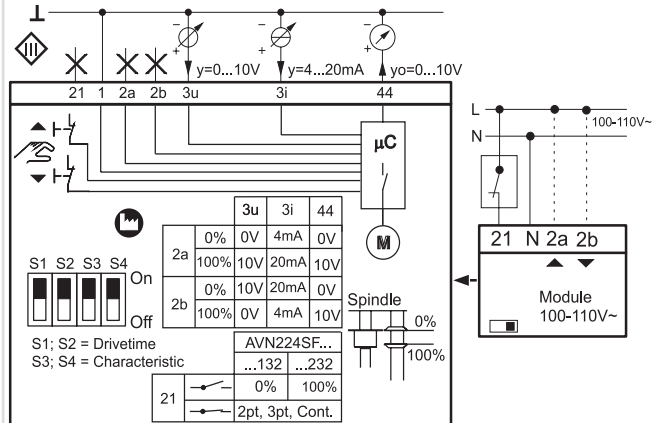 ⊥
III
− + y=0...10V
− + y=4...20mA
− + yo=0...10V
21 1 2a 2b 3u 3i 44
µC
M
3u 3i 44
2a 0% 0V 4mA 0V
100% 10V 20mA 10V
2b 0% 10V 20mA 0V
100% 0V 4mA 10V
S1 S2 S3 S4
On
Off
S1; S2 = Drivetime
S3; S4 = Characteristic
AVN224SF...
...132 ...232
21 0% 100%
2pt, 3pt, Cont.
Spindle
0%
100%
L
100-110V~
N
21 N 2a 2b
Module
100-110V~